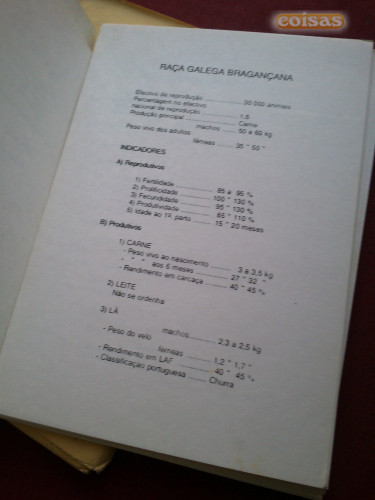 coisas
RAÇA GALEGA BRAGANÇANA
Efectivo de reprodução .............. 30 000 animais
Percentagem no efectivo
nacional de reprodução .............. 1,5
Produção principal .............. Carne
Peso vivo dos adultos machos ..... 50 a 60 kg
fêmeas ..... 35 " 50 "
INDICADORES
A) Reprodutivos
1) Fertilidade .............. 85 a 95 %
2) Prolificidade .............. 100 " 130 %
3) Fecundidade .............. 95 " 130 %
4) Produtividade .............. 85 " 110 %
5) Idade ao 1º. parto ..... 15 " 20 meses
B) Produtivos
1) CARNE
- Peso vivo ao nascimento ........ 3 a 3,5 kg
" " " aos 5 meses ........ 27 " 32 "
- Rendimento em carcaça ........ 40 " 45 %
2) LEITE
Não se ordenha
3) LÃ
machos ........ 2,3 a 2,5 kg
- Peso do velo
fêmeas ........ 1,2 " 1,7 "
- Rendimento em LAF ........ 40 " 45 %
- Classificação portuguesa ........ Churra